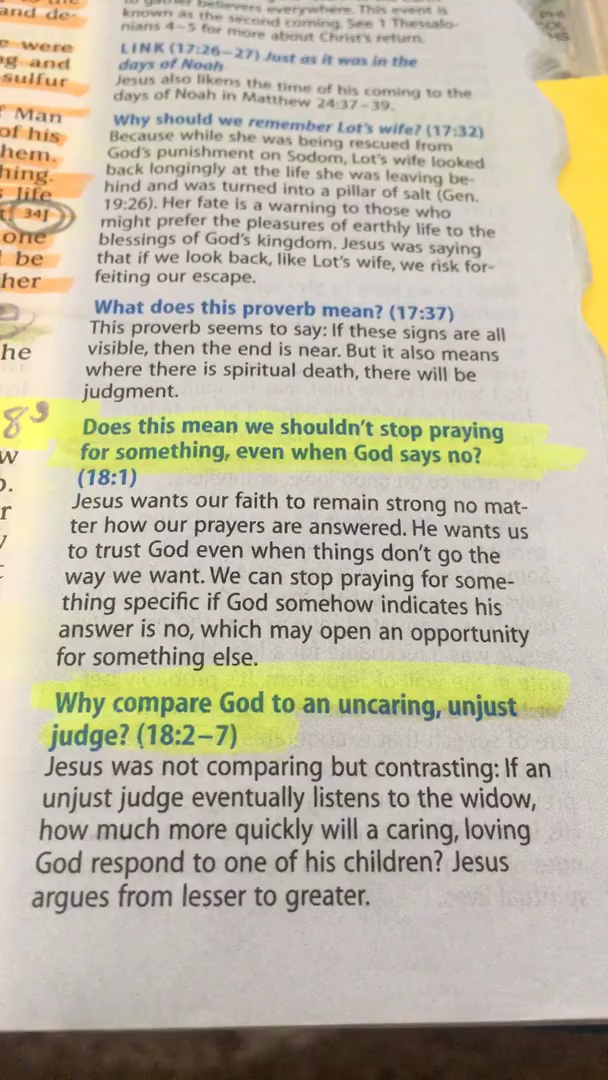 and de-
e were
ng and
sulfur
f Man
of his
hem.
hing.
s life
34]
one
be
her
he
8's
w
o.
r
y
to gather believers everywhere. This event is
known as the second coming. See 1 Thessalo-
nians 4–5 for more about Christ's return.
LINK (17:26–27) Just as it was in the
days of Noah
Jesus also likens the time of his coming to the
days of Noah in Matthew 24:37–39.
Why should we remember Lot's wife? (17:32)
Because while she was being rescued from
God's punishment on Sodom, Lot's wife looked
back longingly at the life she was leaving be-
hind and was turned into a pillar of salt (Gen.
19:26). Her fate is a warning to those who
might prefer the pleasures of earthly life to the
blessings of God's kingdom. Jesus was saying
that if we look back, like Lot's wife, we risk for-
feiting our escape.
What does this proverb mean? (17:37)
This proverb seems to say: If these signs are all
visible, then the end is near. But it also means
where there is spiritual death, there will be
judgment.
Does this mean we shouldn't stop praying
for something, even when God says no?
(18:1)
Jesus wants our faith to remain strong no mat-
ter how our prayers are answered. He wants us
to trust God even when things don't go the
way we want. We can stop praying for some-
thing specific if God somehow indicates his
answer is no, which may open an opportunity
for something else.
Why compare God to an uncaring, unjust
judge? (18:2–7)
Jesus was not comparing but contrasting: If an
unjust judge eventually listens to the widow,
how much more quickly will a caring, loving
God respond to one of his children? Jesus
argues from lesser to greater.